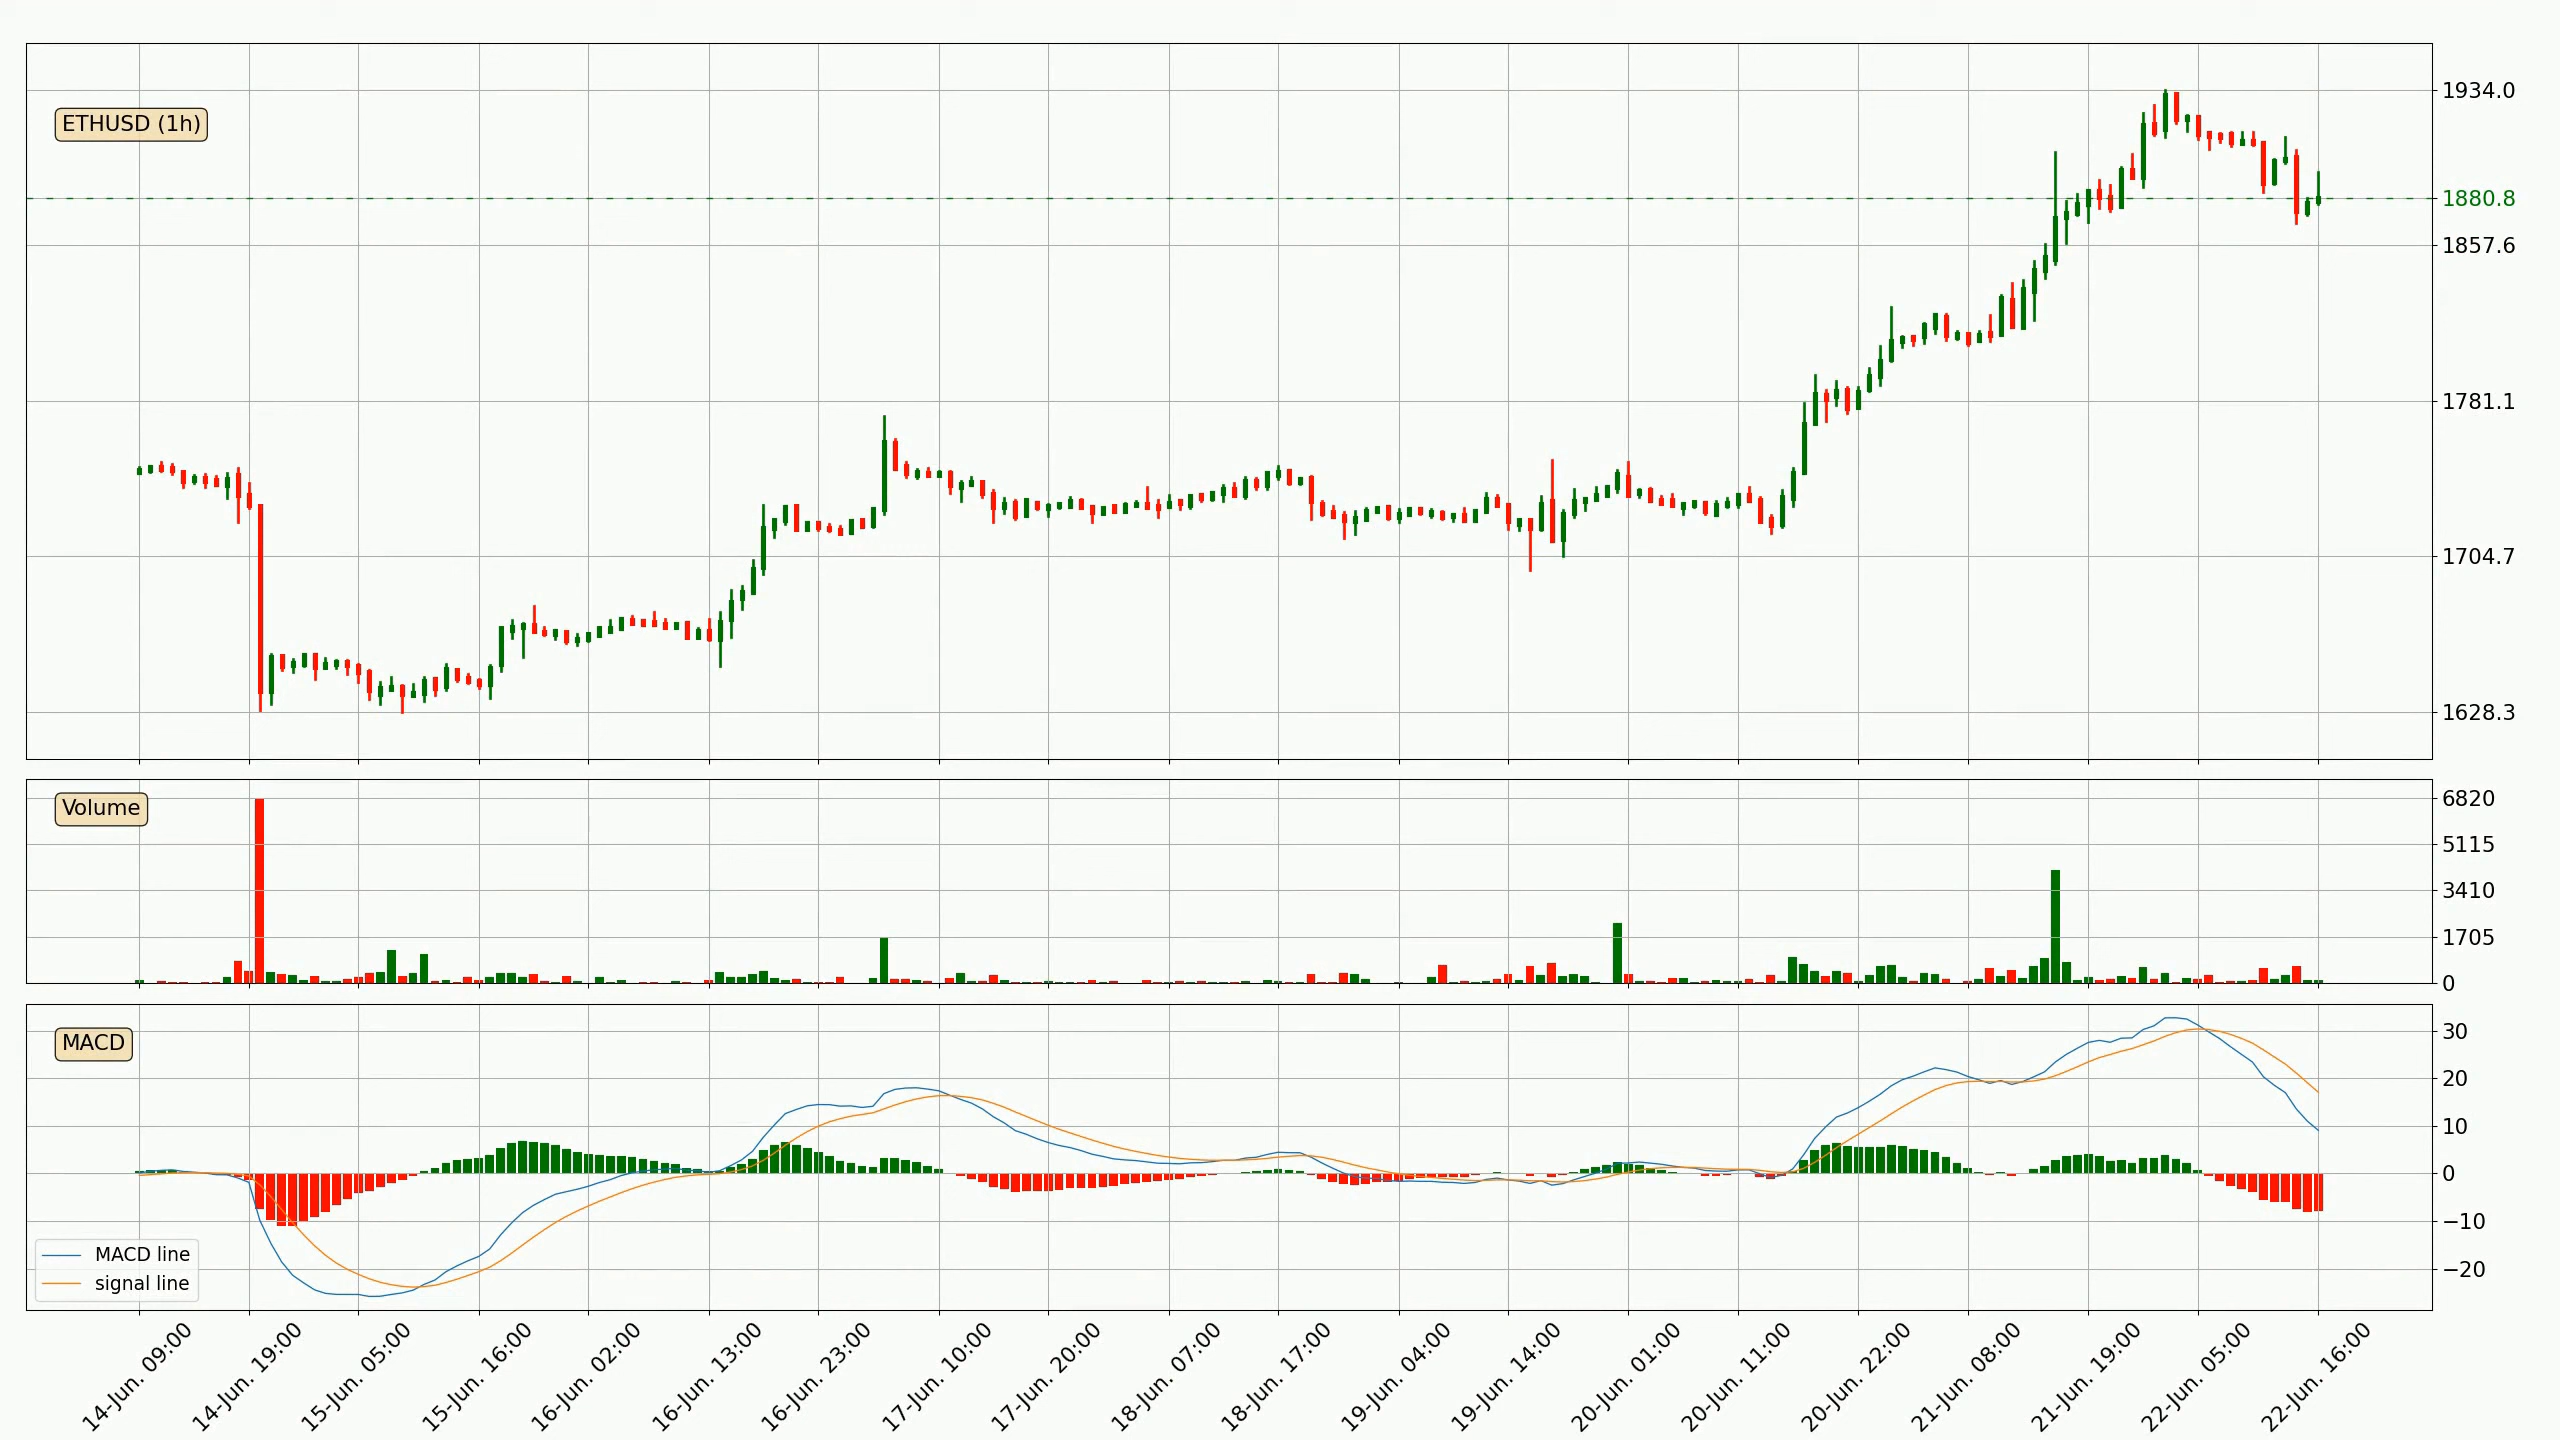 ETHUSD (1h)
1934.0
1880.8
1857.6
1781.1
1704.7
1628.3
Volume
6820
5115
3410
1705
0
MACD
30
20
10
0
−10
−20
MACD line
signal line
14-Jun. 09:00
14-Jun. 19:00
15-Jun. 05:00
15-Jun. 16:00
16-Jun. 02:00
16-Jun. 13:00
16-Jun. 23:00
17-Jun. 10:00
17-Jun. 20:00
18-Jun. 07:00
18-Jun. 17:00
19-Jun. 04:00
19-Jun. 14:00
20-Jun. 01:00
20-Jun. 11:00
20-Jun. 22:00
21-Jun. 08:00
21-Jun. 19:00
22-Jun. 05:00
22-Jun. 16:00